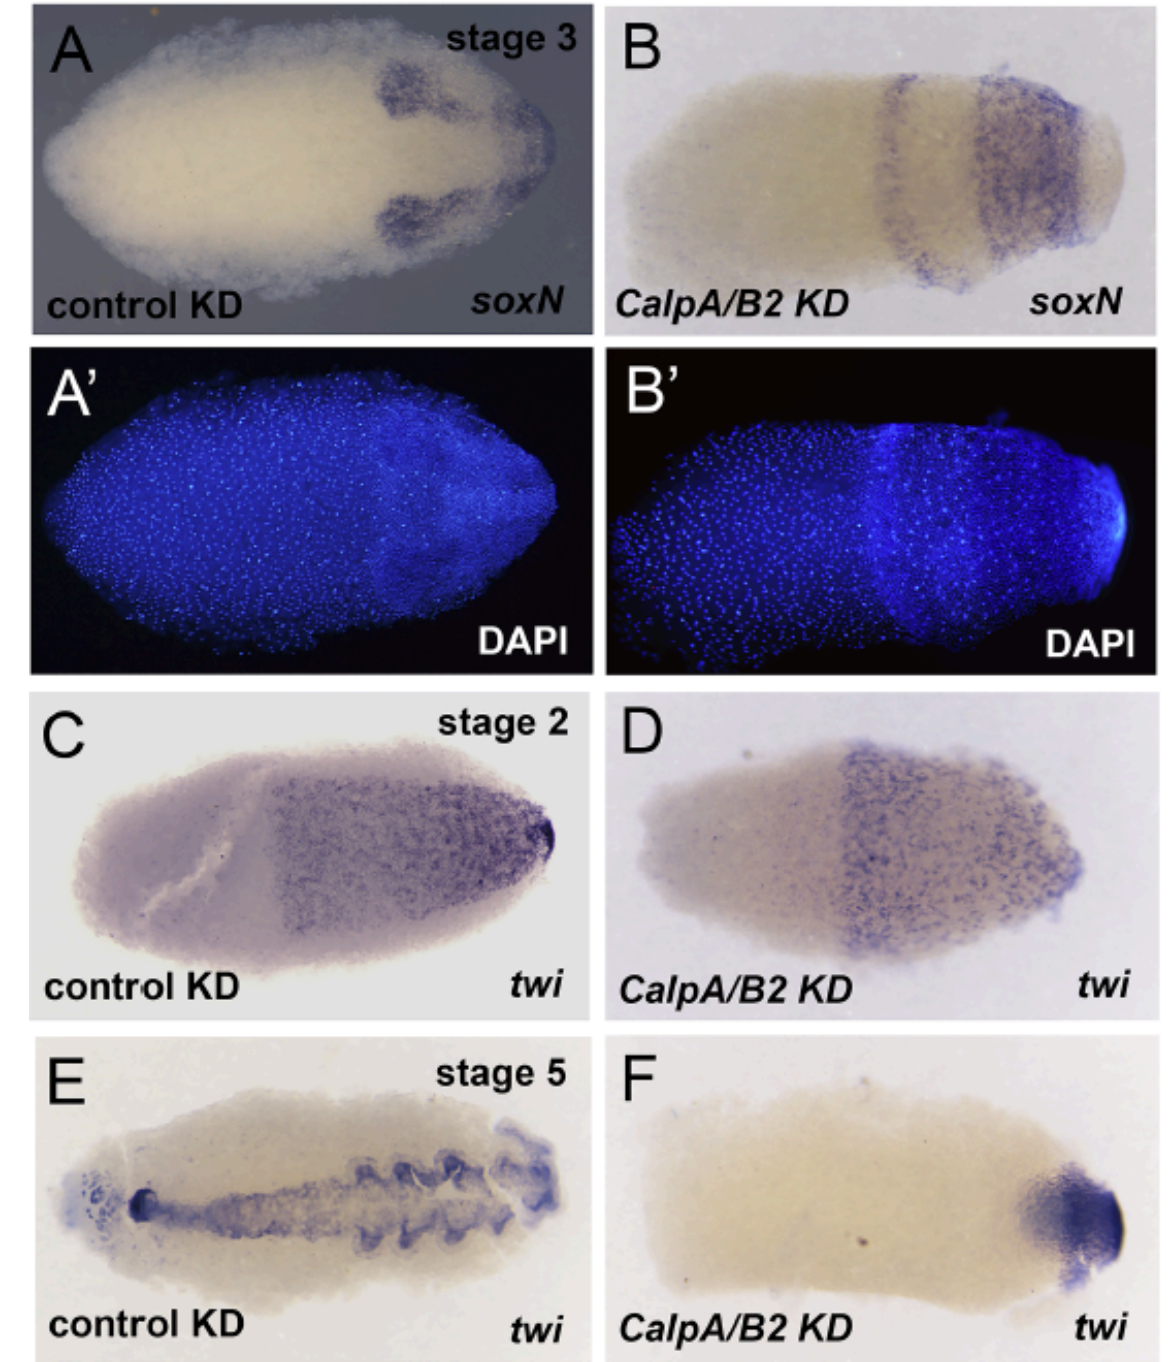 A
stage 3
control KD
soxN
B
CalpA/B2 KD
soxN
A’
DAPI
B’
DAPI
C
stage 2
control KD
twi
D
CalpA/B2 KD
twi
E
stage 5
control KD
twi
F
CalpA/B2 KD
twi